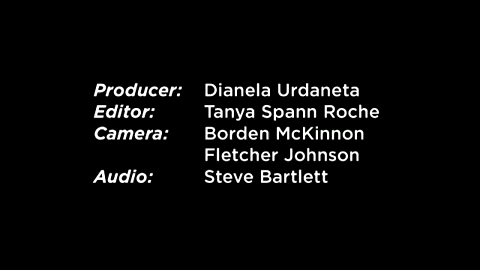 Producer: Dianela Urdaneta
Editor: Tanya Spann Roche
Camera: Borden McKinnon
Fletcher Johnson
Audio: Steve Bartlett